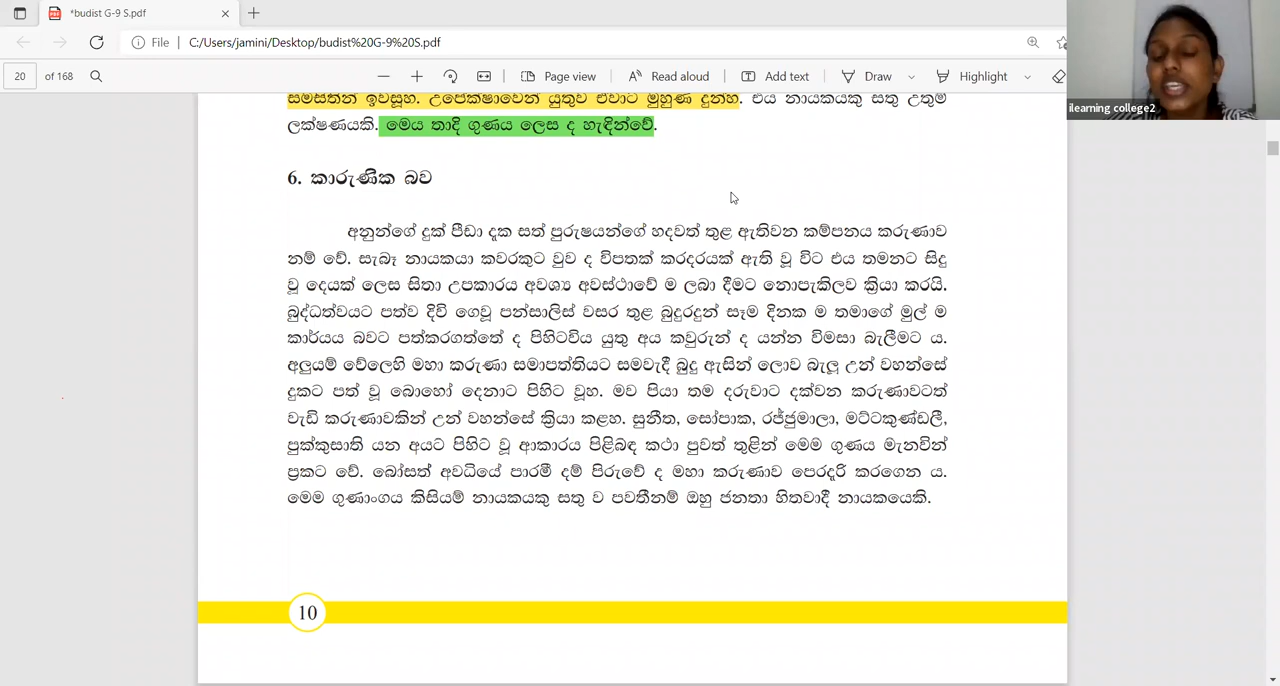 *budist G-9 S.pdf
File
C:/Users/jamini/Desktop/budist%20G-9%20S.pdf
20 of 168
Page view
Read aloud
Add text
Draw
Highlight
ilearning college2
සමස්තන් ඉවසූහ. උපෙක්ෂාවෙන් යුතුව ඒවාට මුහුණ දුන්හ. එය නායකයකු සතු උතුම්
ලක්ෂණයකි. මෙය තාදි ගුණය ලෙස ද හැඳින්වේ.
6. කාරුණික බව
අනුන්ගේ දුක් පීඩා දැක සත් පුරුෂයන්ගේ හදවත් තුළ ඇතිවන කම්පනය කරුණාව
නම් වේ. සැබෑ නායකයා කවරකුට වුව ද විපතක් කරදරයක් ඇති වූ විට එය තමනට සිදු
වූ දෙයක් ලෙස සිතා උපකාරය අවශ්‍ය අවස්ථාවේ ම ලබා දීමට නොපැකිලව ක්‍රියා කරයි.
බුද්ධත්වයට පත්ව දිවි ගෙවූ පන්සාලිස් වසර තුළ බුදුරදුන් සෑම දිනක ම තමාගේ මුල් ම
කාර්යය බවට පත්කරගත්තේ ද පිහිටවිය යුතු අය කවුරුන් ද යන්න විමසා බැලීමට ය.
අලුයම් වේලෙහි මහා කරුණා සමාපත්තියට සමවැදී බුදු ඇසින් ලොව බැලූ උන් වහන්සේ
දුකට පත් වූ බොහෝ දෙනාට පිහිට වූහ. මව පියා තම දරුවාට දක්වන කරුණාවටත්
වැඩි කරුණාවකින් උන් වහන්සේ ක්‍රියා කළහ. සුනීත, සෝපාක, රජ්ජුමාලා, මට්ටකුණ්ඩලී,
පුක්කුසාති යන අයට පිහිට වූ ආකාරය පිළිබඳ කථා පුවත් තුළින් මෙම ගුණය මැනවින්
ප්‍රකට වේ. බෝසත් අවධියේ පාරමී දම් පිරුවේ ද මහා කරුණාව පෙරදැරි කරගෙන ය.
මෙම ගුණාංගය කිසියම් නායකයකු සතු ව පවතීනම් ඔහු ජනතා හිතවාදී නායකයෙකි.
10